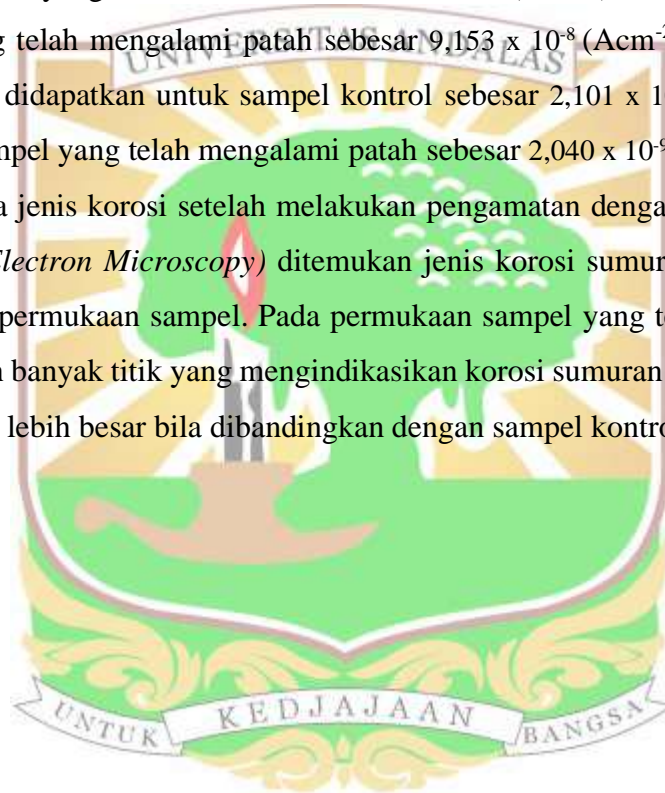 g telah mengalami patah sebesar 9,153 x 10⁻⁸ (Acm⁻²
UNIVERSITAS ANDALAS
didapatkan untuk sampel kontrol sebesar 2,101 x 1
mpel yang telah mengalami patah sebesar 2,040 x 10⁻⁹
a jenis korosi setelah melakukan pengamatan denga
Electron Microscopy) ditemukan jenis korosi sumur
permukaan sampel. Pada permukaan sampel yang t
banyak titik yang mengindikasikan korosi sumuran
lebih besar bila dibandingkan dengan sampel kontro
UNTUK KEDJAJAAN BANGSA